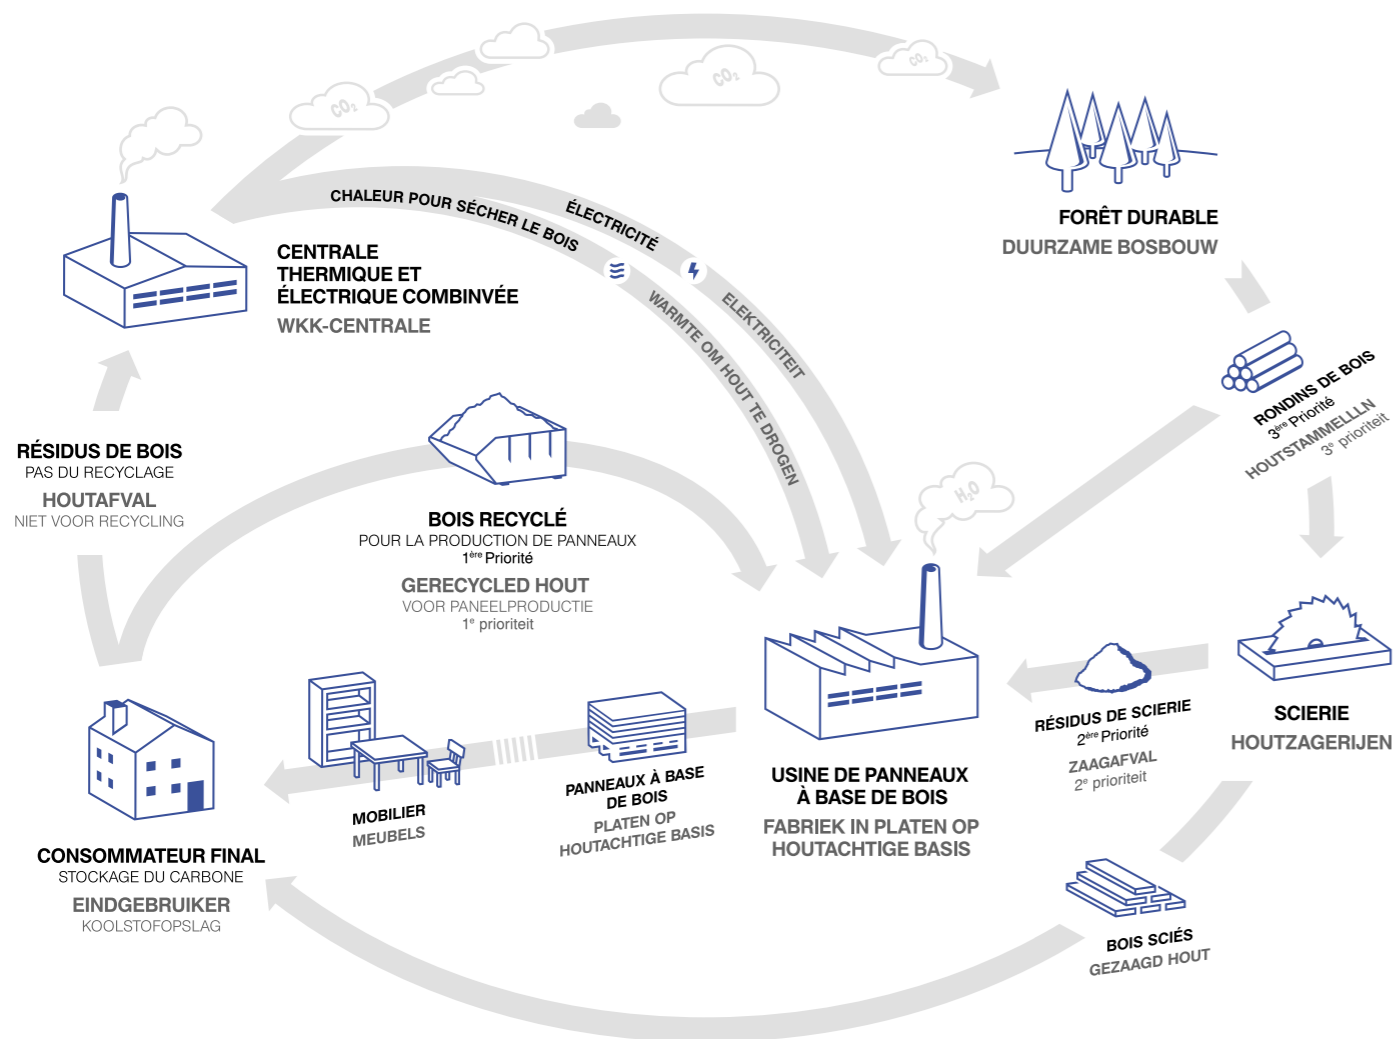 CO₂
CO₂
CO₂
FORÊT DURABLE
DUURZAME BOSBOUW
CHALEUR POUR SÉCHER LE BOIS
WARMTE OM HOUT TE DROGEN
ÉLECTRICITÉ
ELEKTRICITEIT
CENTRALE
THERMIQUE ET
ÉLECTRIQUE COMBINVÉE
WKK-CENTRALE
RONDINS DE BOIS
3ère Priorité
HOUTSTAMMELLLN
3e prioriteit
RÉSIDUS DE BOIS
PAS DU RECYCLAGE
HOUTAFVAL
NIET VOOR RECYCLING
BOIS RECYCLÉ
POUR LA PRODUCTION DE PANNEAUX
1ère Priorité
GERECYCLED HOUT
VOOR PANEELPRODUCTIE
1e prioriteit
H₂O
RÉSIDUS DE SCIERIE
2ère Priorité
ZAAGAFVAL
2e prioriteit
SCIERIE
HOUTZAGERIJEN
USINE DE PANNEAUX
À BASE DE BOIS
FABRIEK IN PLATEN OP
HOUTACHTIGE BASIS
PANNEAUX À BASE
DE BOIS
PLATEN OP
HOUTACHTIGE BASIS
MOBILIER
MEUBELS
CONSOMMATEUR FINAL
STOCKAGE DU CARBONE
EINDGEBRUIKER
KOOLSTOFOPSLAG
BOIS SCIÉS
GEZAAGD HOUT